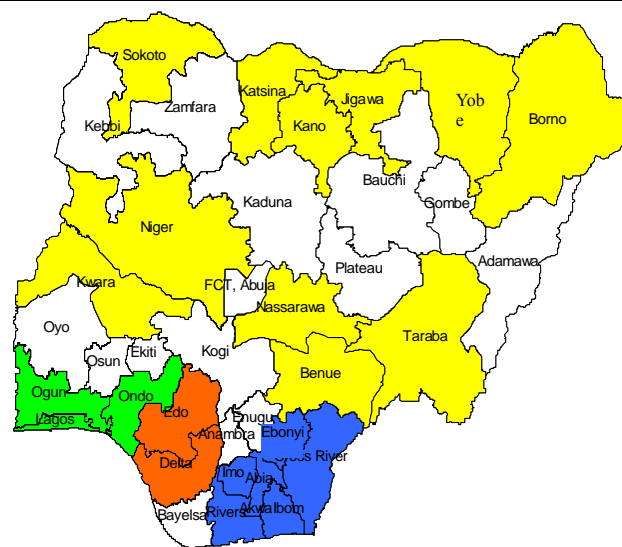 Sokoto
Katsina
Jigawa
Yob
e
Borno
Zamfara
Kebbi
Kano
Bauchi
Gombe
Kaduna
Niger
Adamawa
Plateau
FCT, Abuja
Kwara
Nassarawa
Taraba
Oyo
Osun
Ekiti
Kogi
Benue
Ogun
Ondo
Lagos
Edo
Enugu
Anambra
Ebonyi
Cross River
Delta
Imo
Abia
Bayelsa
Rivers
Akwa Ibom